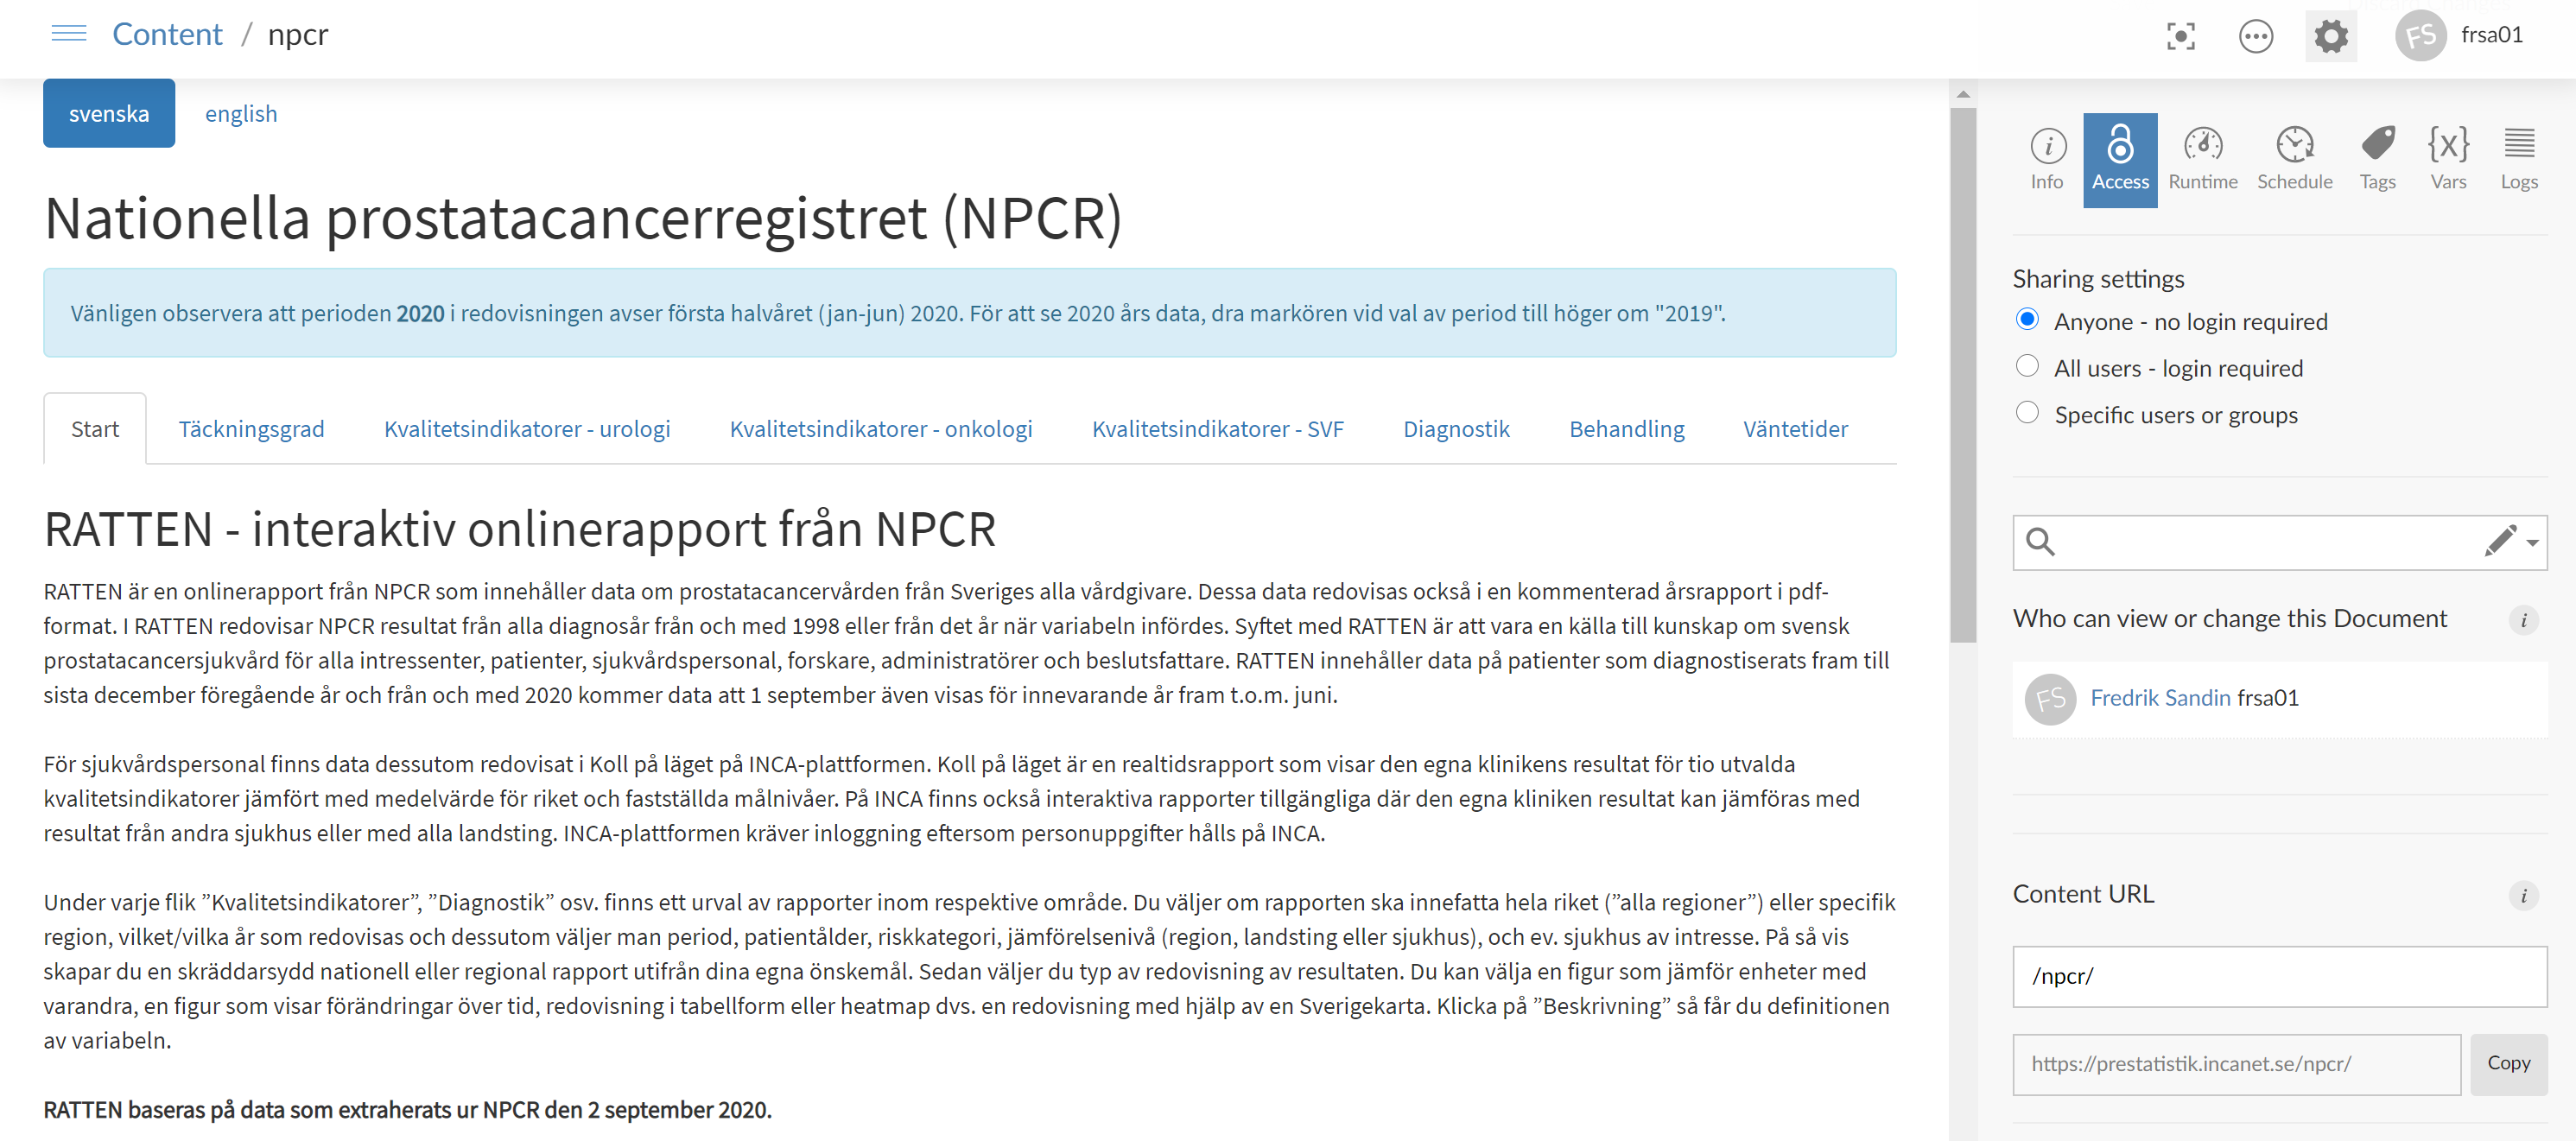 Content / npcr
FS frsa01
svenska english
Nationella prostatacancerregistret (NPCR)
Vänligen observera att perioden 2020 i redovisningen avser första halvåret (jan-jun) 2020. För att se 2020 års data, dra markören vid val av period till höger om "2019".
Start Täckningsgrad Kvalitetsindikatorer - urologi Kvalitetsindikatorer - onkologi Kvalitetsindikatorer - SVF Diagnostik Behandling Väntetider
RATTEN - interaktiv onlinerapport från NPCR
RATTEN är en onlinerapport från NPCR som innehåller data om prostatacancervården från Sveriges alla vårdgivare. Dessa data redovisas också i en kommenterad årsrapport i pdf-
format. I RATTEN redovisar NPCR resultat från alla diagnosår från och med 1998 eller från det år när variabeln infördes. Syftet med RATTEN är att vara en källa till kunskap om svensk
prostatacancersjukvård för alla intressenter, patienter, sjukvårdspersonal, forskare, administratörer och beslutsfattare. RATTEN innehåller data på patienter som diagnostiserats fram till
sista december föregående år och från och med 2020 kommer data att 1 september även visas för innevarande år fram t.o.m. juni.
För sjukvårdspersonal finns data dessutom redovisat i Koll på läget på INCA-plattformen. Koll på läget är en realtidsrapport som visar den egna klinikens resultat för tio utvalda
kvalitetsindikatorer jämfört med medelvärde för riket och fastställda målnivåer. På INCA finns också interaktiva rapporter tillgängliga där den egna kliniken resultat kan jämföras med
resultat från andra sjukhus eller med alla landsting. INCA-plattformen kräver inloggning eftersom personuppgifter hålls på INCA.
Under varje flik ”Kvalitetsindikatorer”, ”Diagnostik” osv. finns ett urval av rapporter inom respektive område. Du väljer om rapporten ska innefatta hela riket (”alla regioner”) eller specifik
region, vilket/vilka år som redovisas och dessutom väljer man period, patientålder, riskkategori, jämförelsenivå (region, landsting eller sjukhus), och ev. sjukhus av intresse. På så vis
skapar du en skräddarsydd nationell eller regional rapport utifrån dina egna önskemål. Sedan väljer du typ av redovisning av resultaten. Du kan välja en figur som jämför enheter med
varandra, en figur som visar förändringar över tid, redovisning i tabellform eller heatmap dvs. en redovisning med hjälp av en Sverigekarta. Klicka på ”Beskrivning” så får du definitionen
av variabeln.
RATTEN baseras på data som extraherats ur NPCR den 2 september 2020.
Info Access Runtime Schedule Tags {x} Vars Logs
Sharing settings
Anyone - no login required
All users - login required
Specific users or groups
Who can view or change this Document i
FS Fredrik Sandin frsa01
Content URL i
/npcr/
https://prestatistik.incanet.se/npcr/ Copy